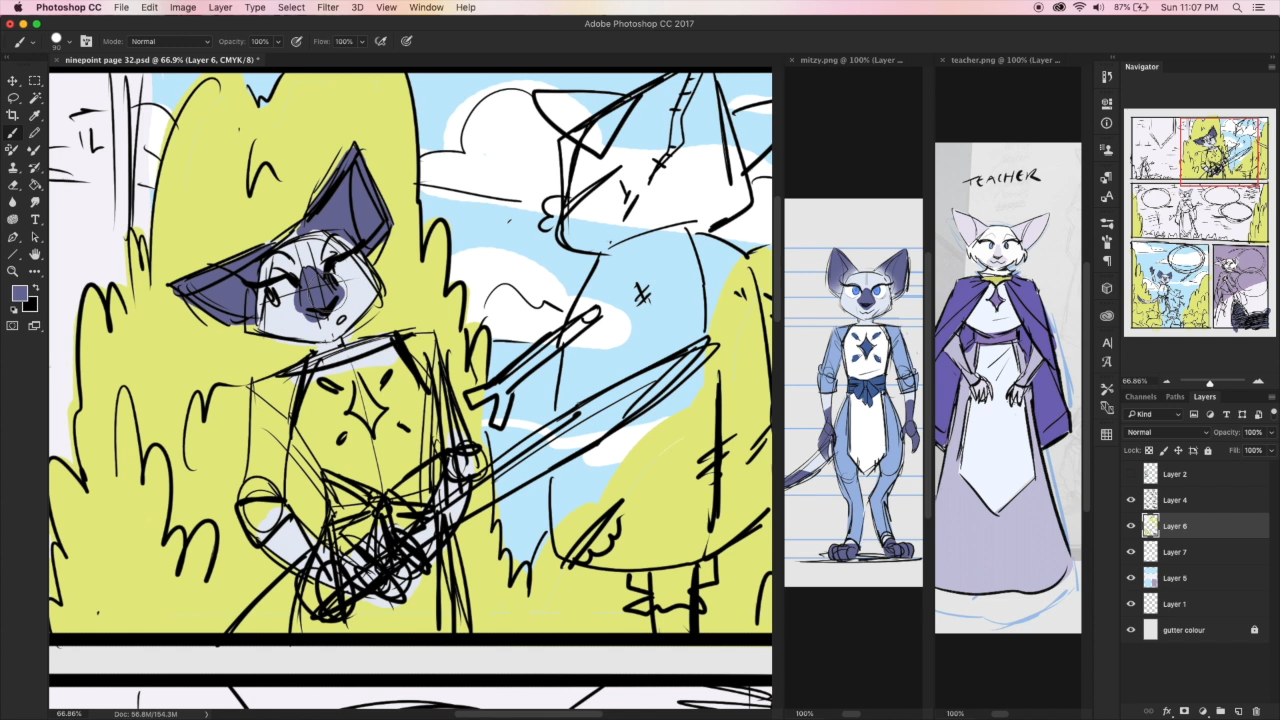 Photoshop CC File Edit Image Layer Type Select Filter 3D View Window Help 87% Sun 11:07 PM
Adobe Photoshop CC 2017
90 Mode: Normal Opacity: 100% Flow: 100%
× ninepoint page 32.psd @ 66.9% (Layer 6, CMYK/8) * × mitzy.png @ 100% (Layer ... × teacher.png @ 100% (Layer ...
Navigator
TEACHER
66.86%
Channels Paths Layers
Kind
Normal Opacity: 100%
Lock: Fill: 100%
Layer 2
Layer 4
Layer 6
Layer 7
Layer 5
Layer 1
gutter colour
66.86% Doc: 56.8M/154.3M 100% 100%
fx